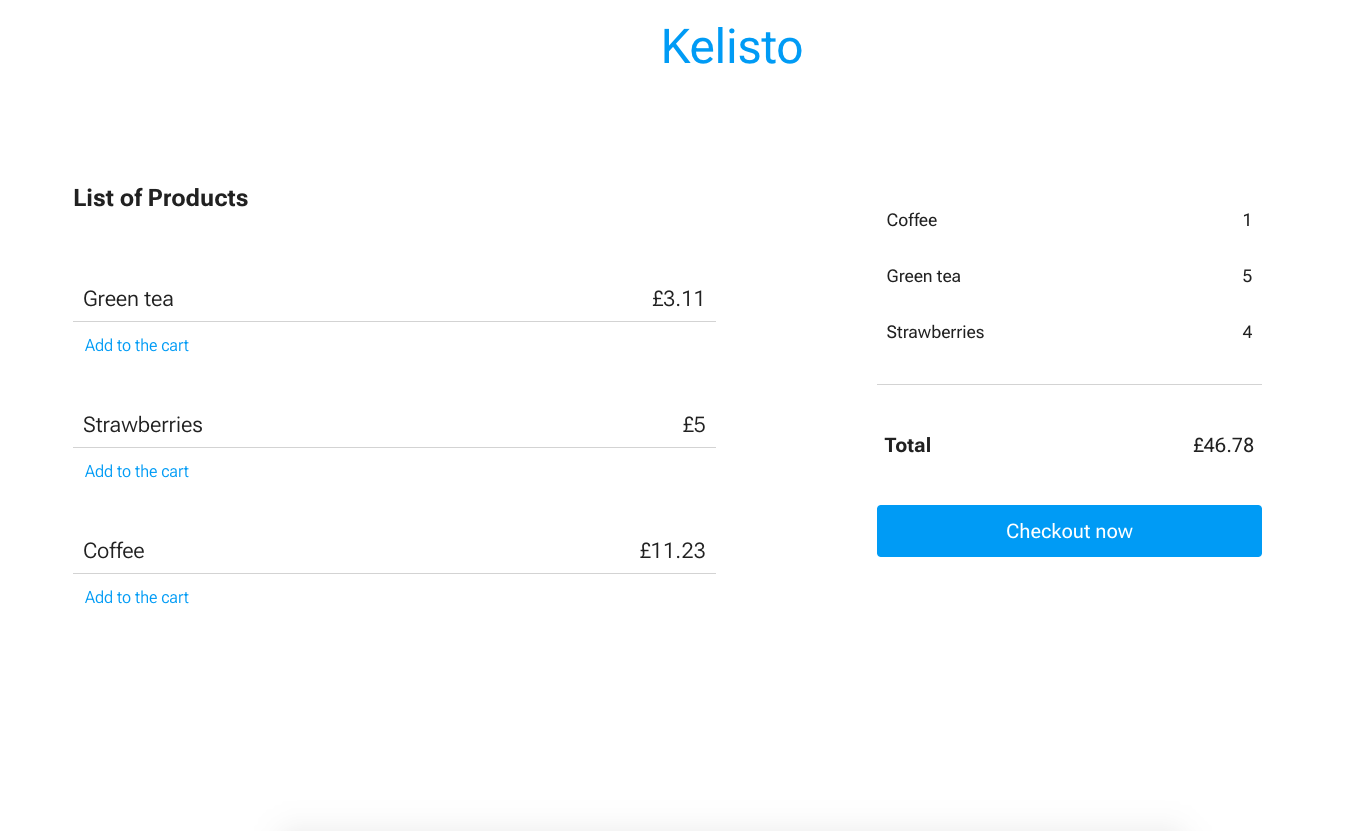 Kelisto
List of Products
Green tea £3.11
Add to the cart
Strawberries £5
Add to the cart
Coffee £11.23
Add to the cart
Coffee 1
Green tea 5
Strawberries 4
Total £46.78
Checkout now